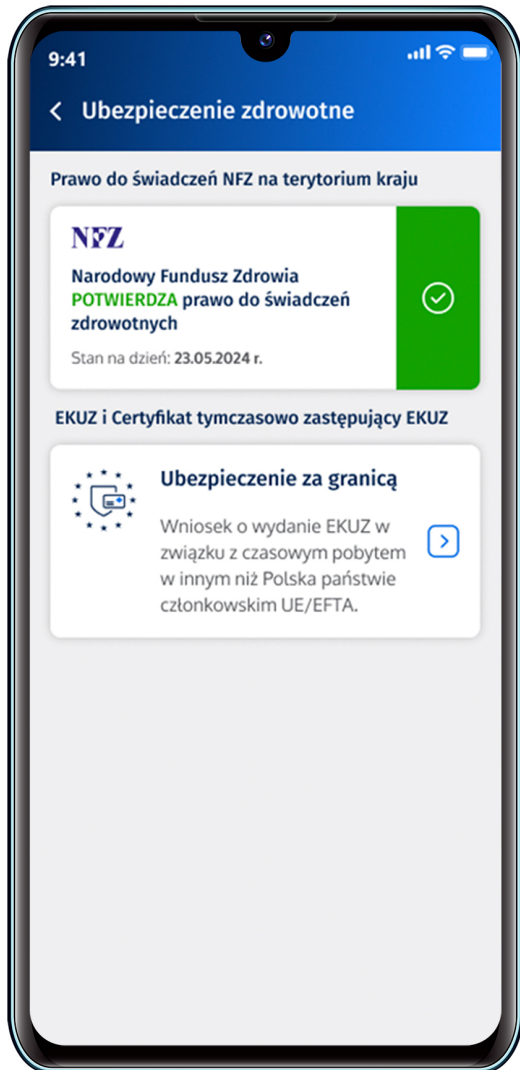 9:41
Ubezpieczenie zdrowotne
Prawo do świadczeń NFZ na terytorium kraju
NFZ
Narodowy Fundusz Zdrowia
POTWIERDZA prawo do świadczeń
zdrowotnych
Stan na dzień: 23.05.2024 r.
EKUZ i Certyfikat tymczasowo zastępujący EKUZ
Ubezpieczenie za granicą
Wniosek o wydanie EKUZ w
związku z czasowym pobytem
w innym niż Polska państwie
członkowskim UE/EFTA.